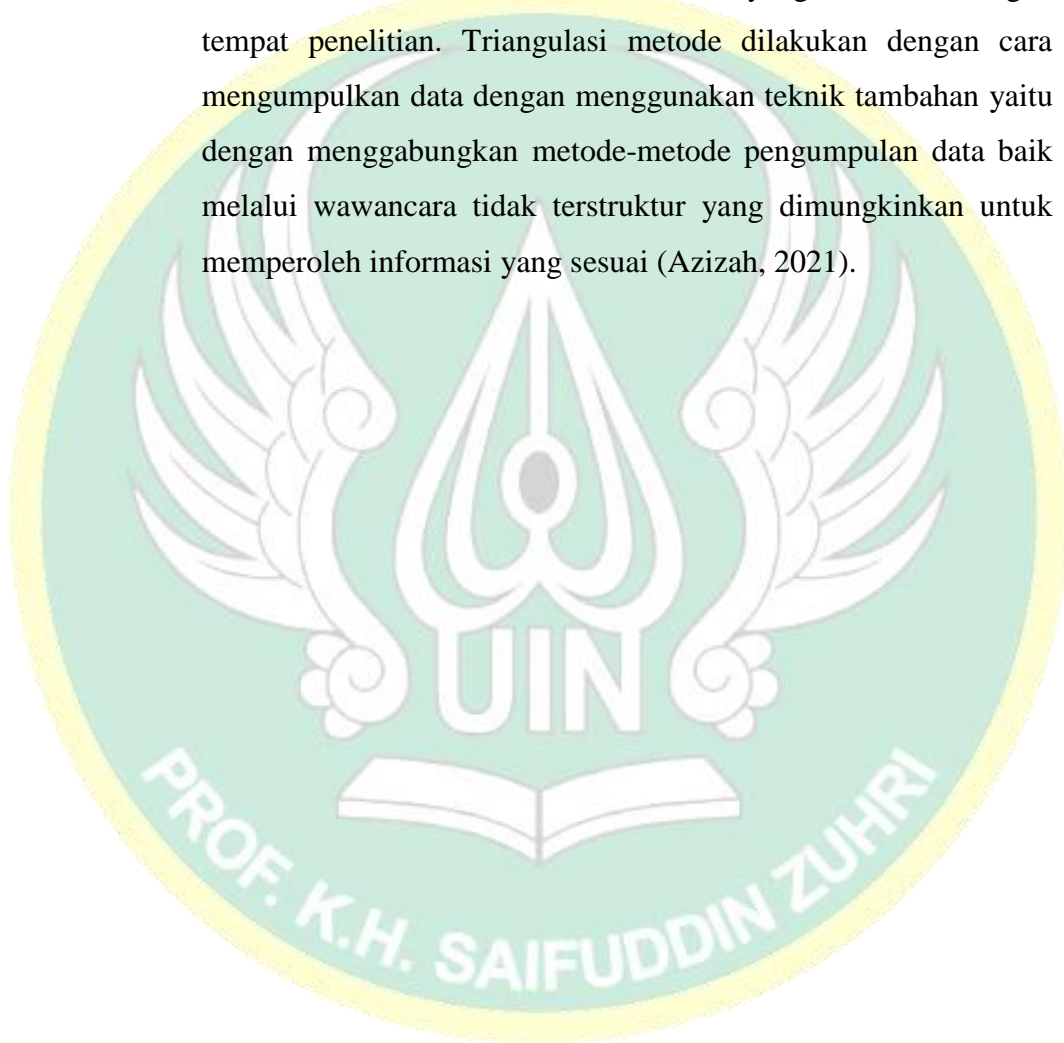 tempat penelitian. Triangulasi metode dilakukan dengan cara
mengumpulkan data dengan menggunakan teknik tambahan yaitu
dengan menggabungkan metode-metode pengumpulan data baik
melalui wawancara tidak terstruktur yang dimungkinkan untuk
memperoleh informasi yang sesuai (Azizah, 2021).
UIN
PROF. K.H. SAIFUDDIN ZUHRI